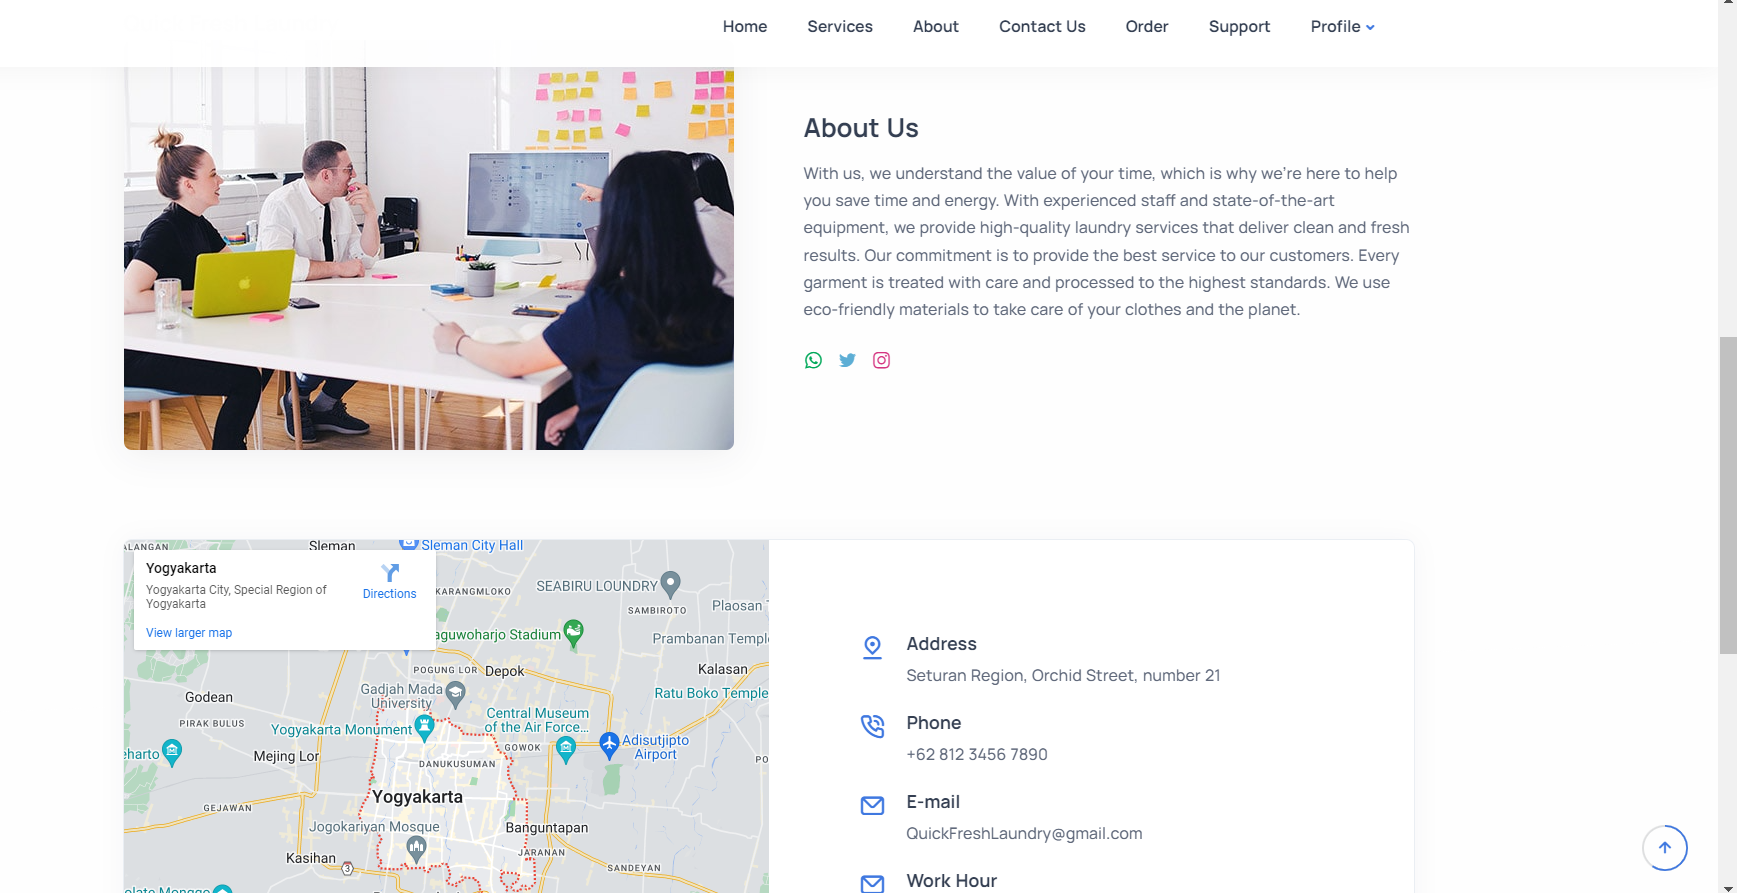 Home Services About Contact Us Order Support Profile
About Us
With us, we understand the value of your time, which is why we're here to help
you save time and energy. With experienced staff and state-of-the-art
equipment, we provide high-quality laundry services that deliver clean and fresh
results. Our commitment is to provide the best service to our customers. Every
garment is treated with care and processed to the highest standards. We use
eco-friendly materials to take care of your clothes and the planet.
ALANGAN
Sleman
Sleman City Hall
Yogyakarta
Yogyakarta City, Special Region of
Yogyakarta
Directions
View larger map
KARANGMLOKO
SEABIRU LOUNDRY
SAMBIROTO
Plaosan T
aguwoharjo Stadium
Prambanan Temple
POGUNG LOR
Depok
Kalasan
Godean
Gadjah Mada
University
Ratu Boko Temple
PIRAK BULUS
Yogyakarta Monument
Central Museum
of the Air Force...
GOWOK
Adisutjipto
Airport
eharto
Mejing Lor
DANUKUSUMAN
PO
Yogyakarta
GEJAWAN
Jogokariyan Mosque
Banguntapan
Kasihan
3
JARANAN
SANDEYAN
Address
Seturan Region, Orchid Street, number 21
Phone
+62 812 3456 7890
E-mail
QuickFreshLaundry@gmail.com
Work Hour